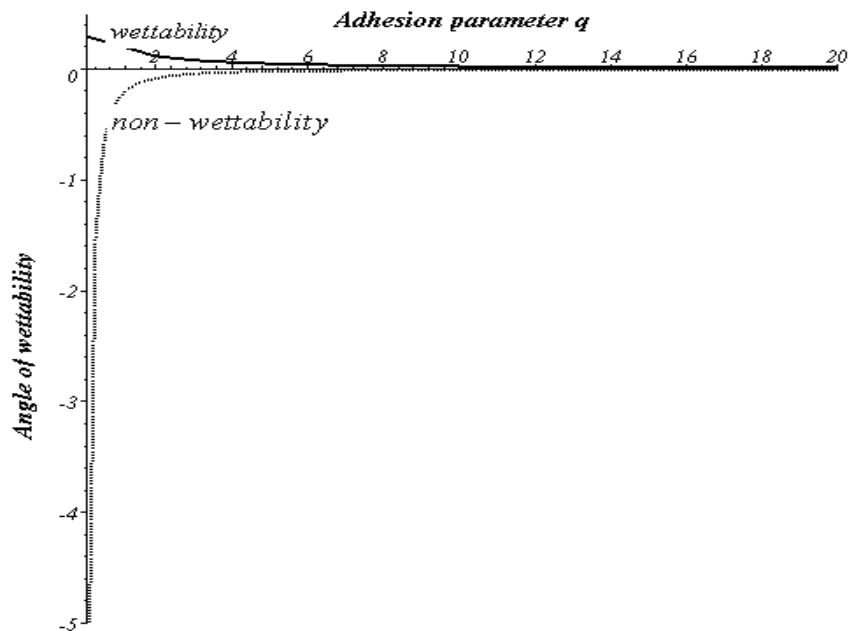 Adhesion parameter q
wettability
2 4 6 8 10 12 14 16 18 20
0
non – wettability
-1
-2
-3
-4
-5
Angle of wettability